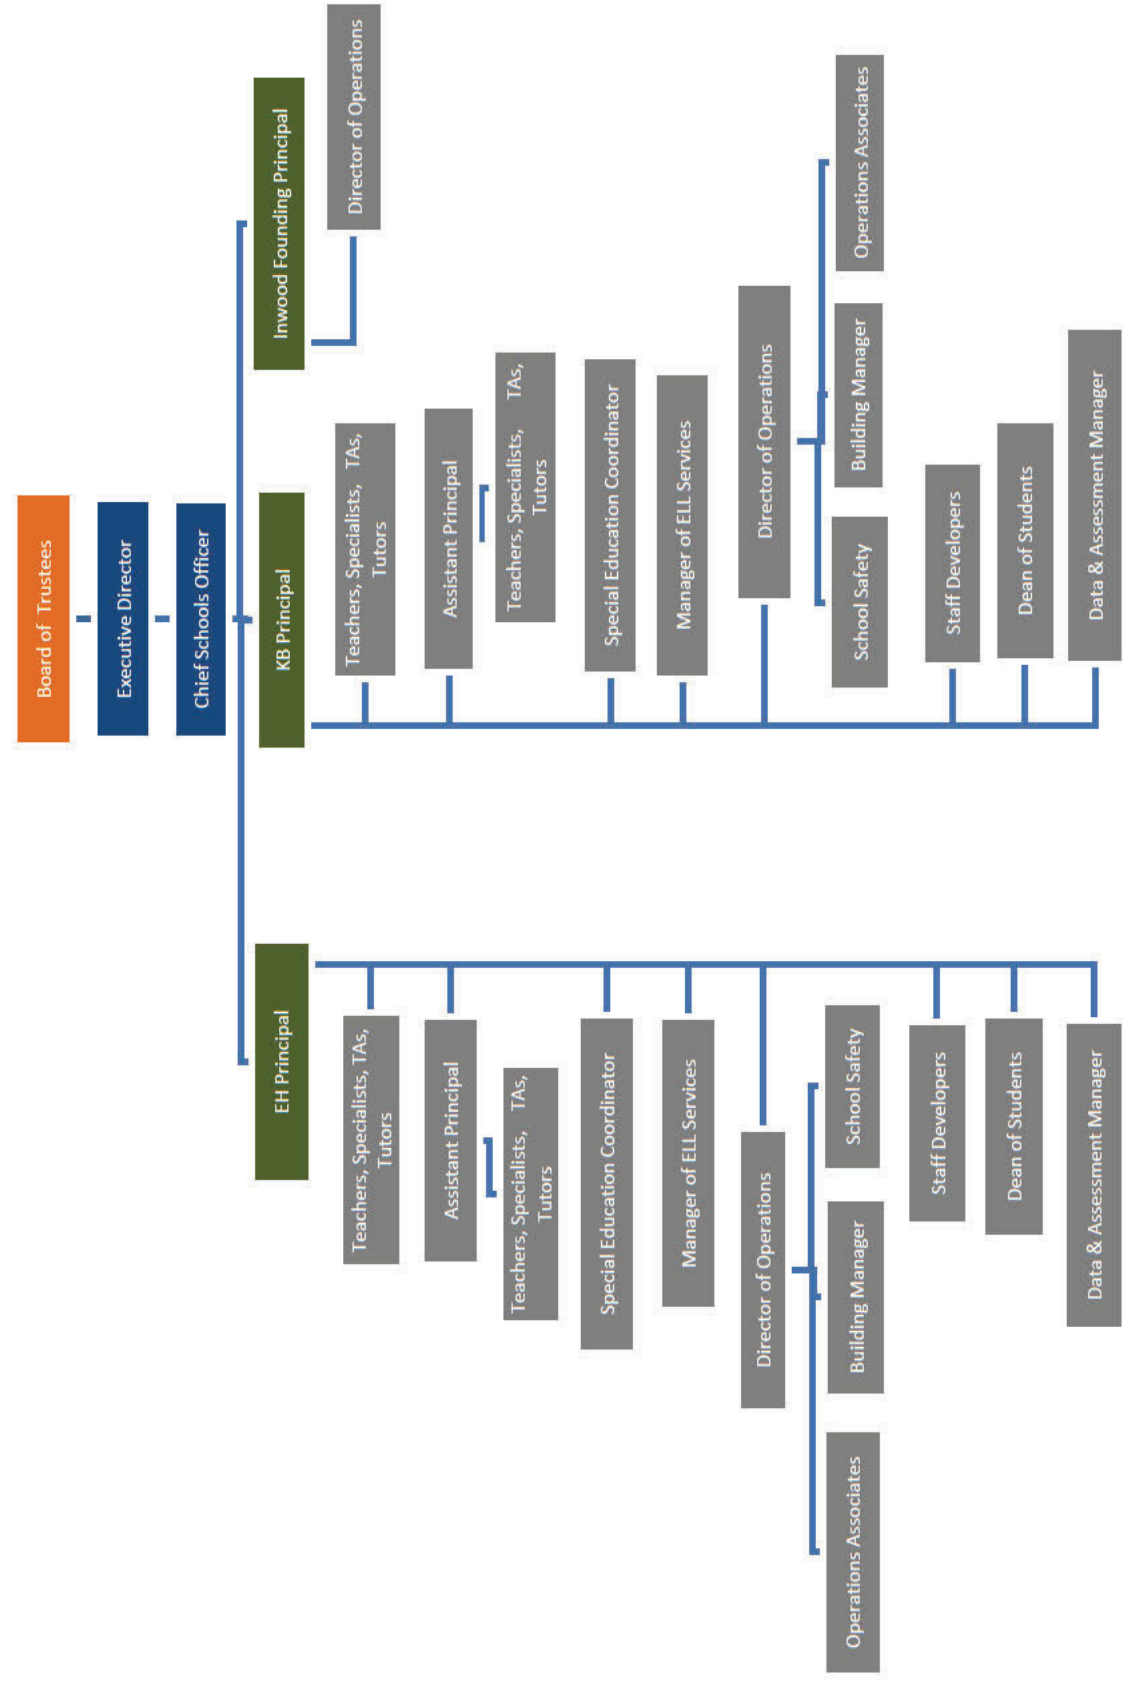 Board of Trustees
Executive Director
Chief Schools Officer
EH Principal
KB Principal
Inwood Founding Principal
Teachers, Specialists, TAs,
Tutors
Assistant Principal
Teachers, Specialists, TAs,
Tutors
Special Education Coordinator
Manager of ELL Services
Director of Operations
Operations Associates
Building Manager
School Safety
Staff Developers
Dean of Students
Data & Assessment Manager
Teachers, Specialists, TAs,
Tutors
Assistant Principal
Teachers, Specialists, TAs,
Tutors
Special Education Coordinator
Manager of ELL Services
Director of Operations
School Safety
Building Manager
Operations Associates
Staff Developers
Dean of Students
Data & Assessment Manager
Director of Operations